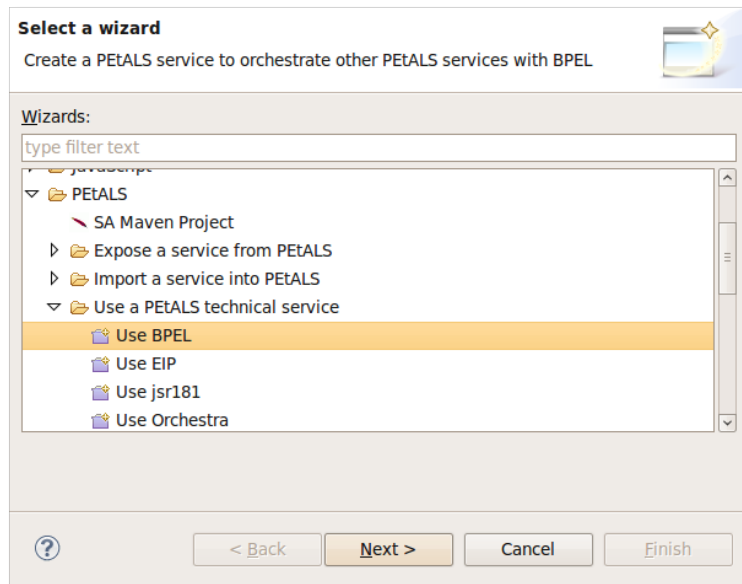 Select a wizard
Create a PEtALS service to orchestrate other PEtALS services with BPEL
Wizards:
type filter text
JavaScript
PEtALS
SA Maven Project
Expose a service from PEtALS
Import a service into PEtALS
Use a PEtALS technical service
Use BPEL
Use EIP
Use jsr181
Use Orchestra
< Back Next > Cancel Finish